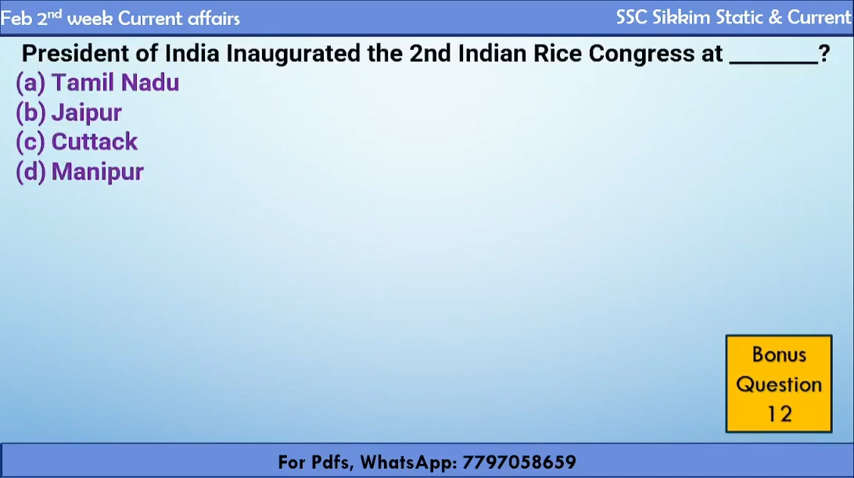 Feb 2nd week Current affairs
SSC Sikkim Static & Current
President of India Inaugurated the 2nd Indian Rice Congress at _______?
(a) Tamil Nadu
(b) Jaipur
(c) Cuttack
(d) Manipur
Bonus
Question
12
For Pdfs, WhatsApp: 7797058659